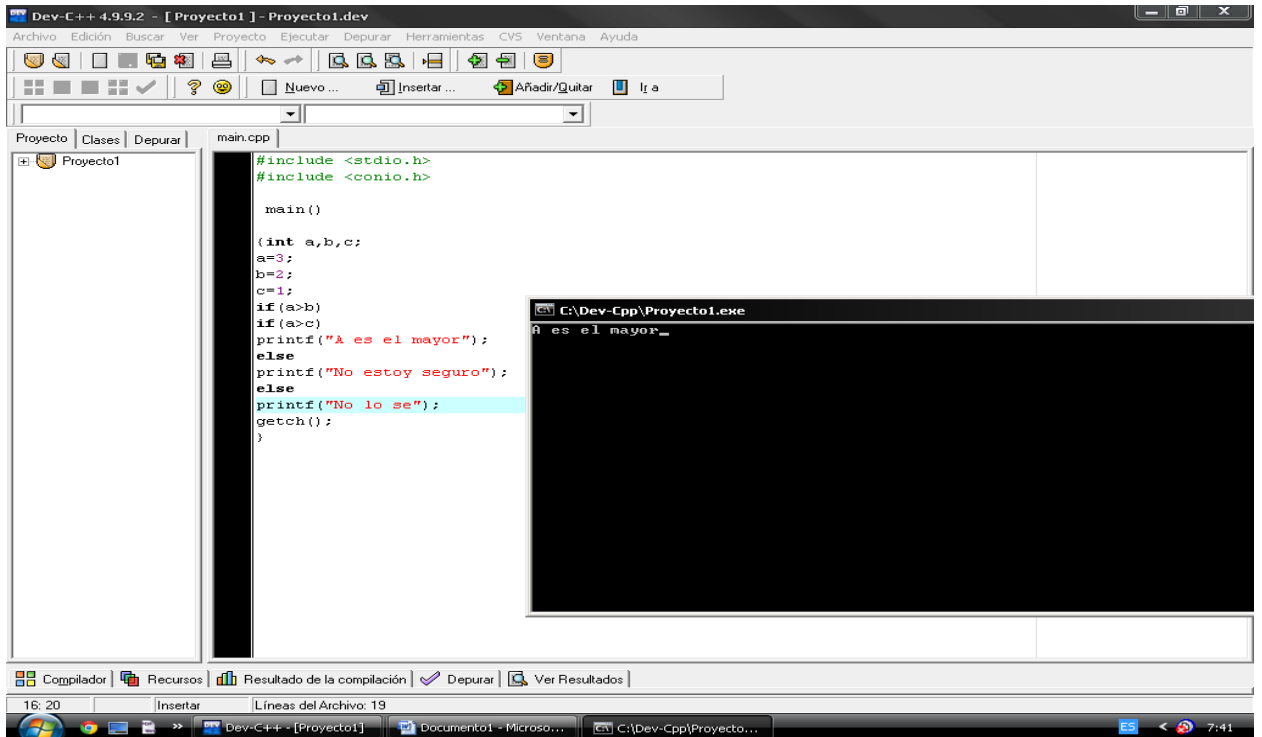 Dev-C++ 4.9.9.2 - [ Proyecto1 ] - Proyecto1.dev
Archivo Edición Buscar Ver Proyecto Ejecutar Depurar Herramientas CVS Ventana Ayuda
Nuevo ... Insertar ... Añadir/Quitar Ir a
Proyecto Clases Depurar main.cpp
Proyecto1
#include <stdio.h>
#include <conio.h>
main()
{int a,b,c;
a=3;
b=2;
c=1;
if(a>b)
if(a>c)
printf("A es el mayor");
else
printf("No estoy seguro");
else
printf("No lo se");
getch();
}
C:\Dev-Cpp\Proyecto1.exe
A es el mayor_
Compilador Recursos Resultado de la compilación Depurar Ver Resultados
16: 20 Insertar Líneas del Archivo: 19
Dev-C++ - [Proyecto1] Documento1 - Microso... C:\Dev-Cpp\Proyecto... ES < 7:41